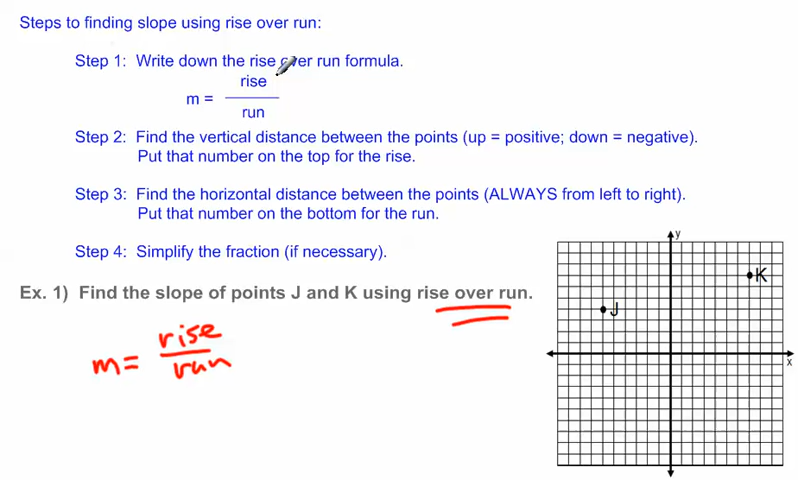 Steps to finding slope using rise over run:
Step 1: Write down the rise over run formula.
rise
m =
run
Step 2: Find the vertical distance between the points (up = positive; down = negative).
Put that number on the top for the rise.
Step 3: Find the horizontal distance between the points (ALWAYS from left to right).
Put that number on the bottom for the run.
Step 4: Simplify the fraction (if necessary).
Ex. 1) Find the slope of points J and K using rise over run.
rise
m =
run
y
K
J
x